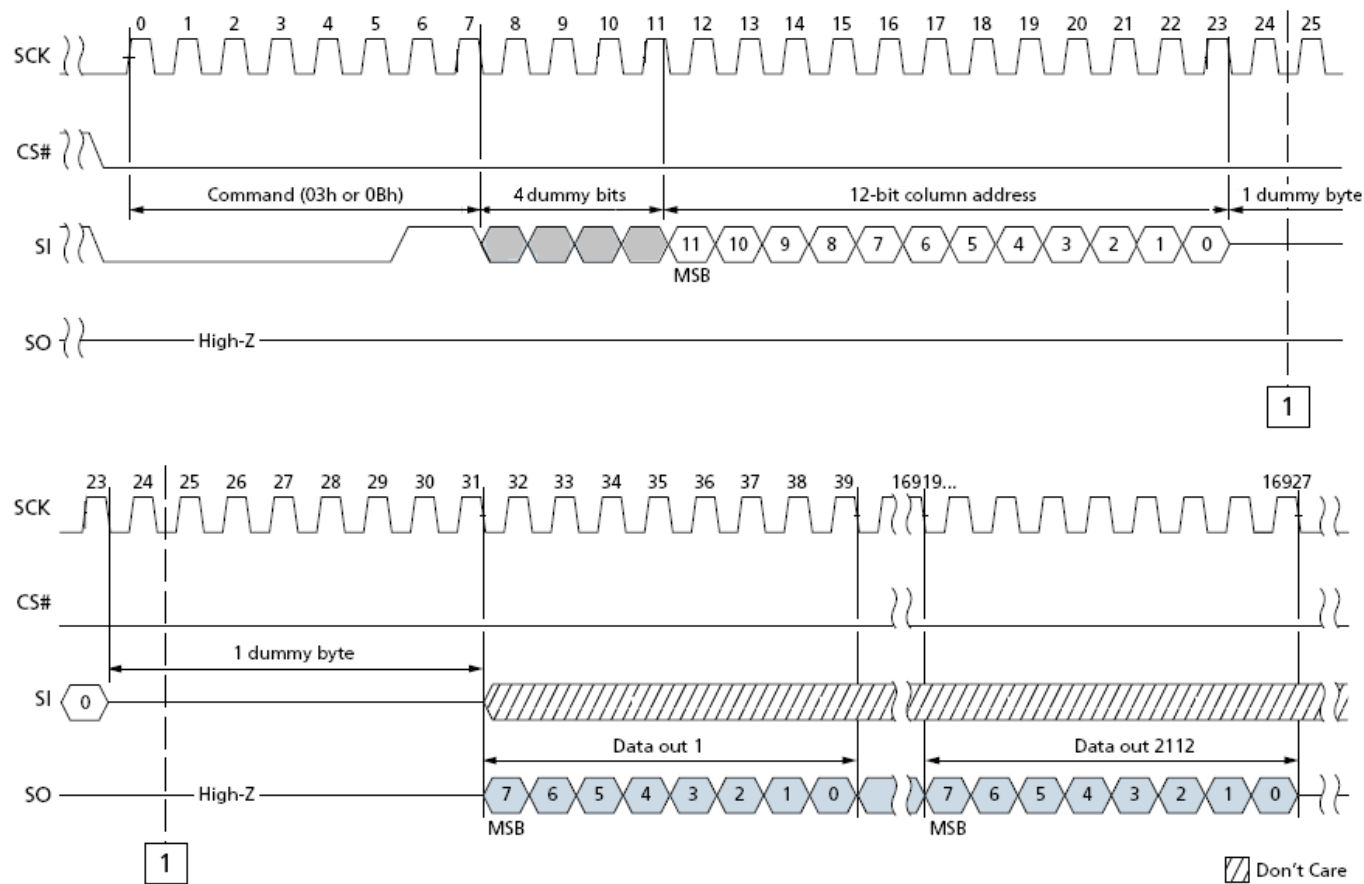 0 1 2 3 4 5 6 7 8 9 10 11 12 13 14 15 16 17 18 19 20 21 22 23 24 25
SCK
CS#
Command (03h or 0Bh) 4 dummy bits 12-bit column address 1 dummy byte
SI 11 10 9 8 7 6 5 4 3 2 1 0
MSB
SO High-Z
1
23 24 25 26 27 28 29 30 31 32 33 34 35 36 37 38 39 16919... 16927
SCK
CS#
1 dummy byte
SI 0
Data out 1 Data out 2112
SO High-Z 7 6 5 4 3 2 1 0 7 6 5 4 3 2 1 0
MSB MSB
1
Don't Care